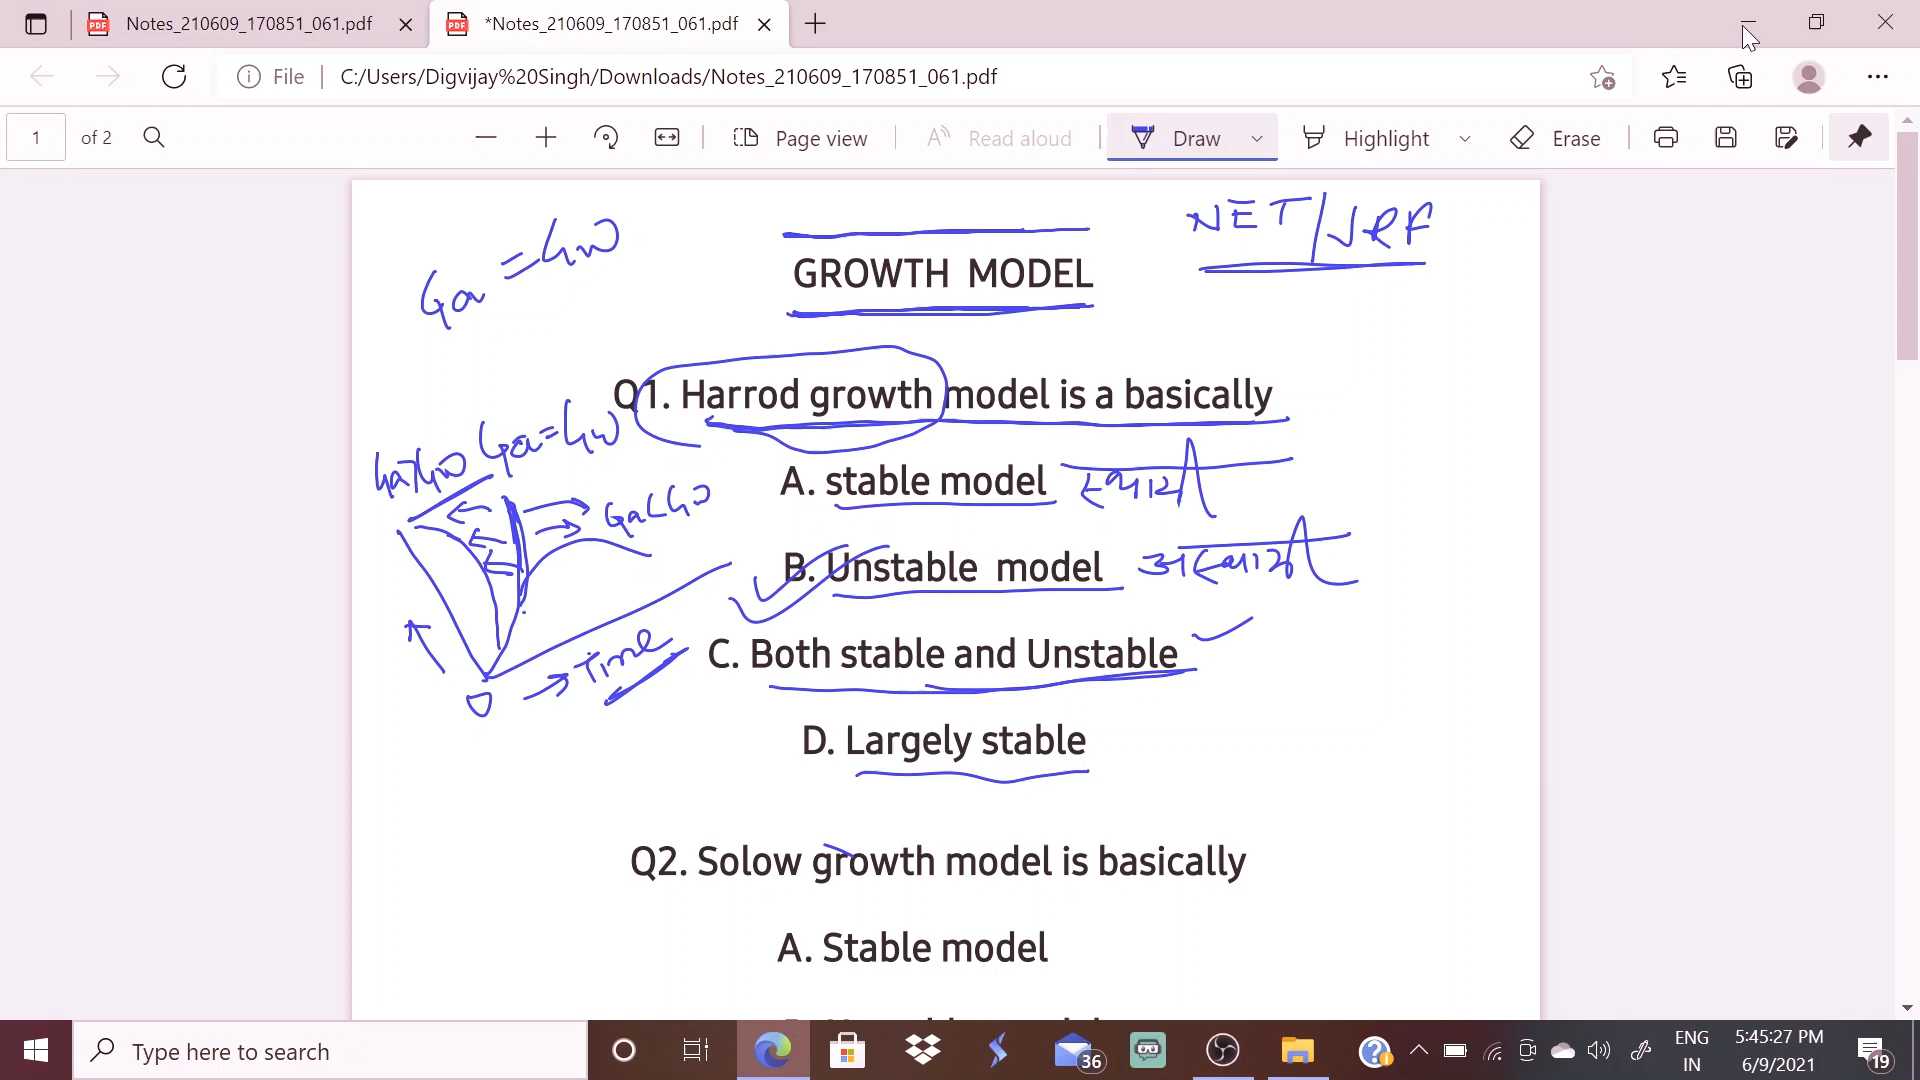 Notes_210609_170851_061.pdf
*Notes_210609_170851_061.pdf
File
C:/Users/Digvijay%20Singh/Downloads/Notes_210609_170851_061.pdf
1 of 2
Page view
Read aloud
Draw
Highlight
Erase
NET/JRF
Ga = Gw
GROWTH MODEL
Q1. Harrod growth model is a basically
Ga=Gw
Ga>Gw
A. stable model
B. Unstable model
C. Both stable and Unstable
O → Time
D. Largely stable
Q2. Solow growth model is basically
A. Stable model
Type here to search
36
ENG
IN
5:45:27 PM
6/9/2021
19